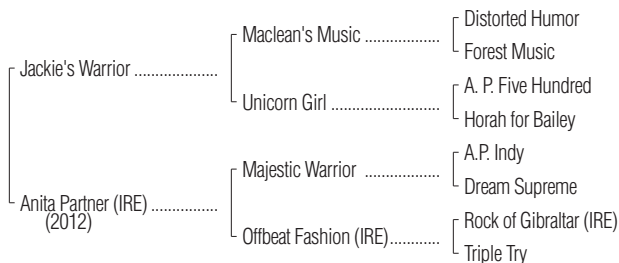 Distorted Humor
Maclean's Music ..................
Forest Music
Jackie's Warrior ....................
A. P. Five Hundred
Unicorn Girl ..........................
Horah for Bailey
A.P. Indy
Majestic Warrior ..................
Dream Supreme
Anita Partner (IRE) ................
(2012)
Rock of Gibraltar (IRE)
Offbeat Fashion (IRE)............
Triple Try